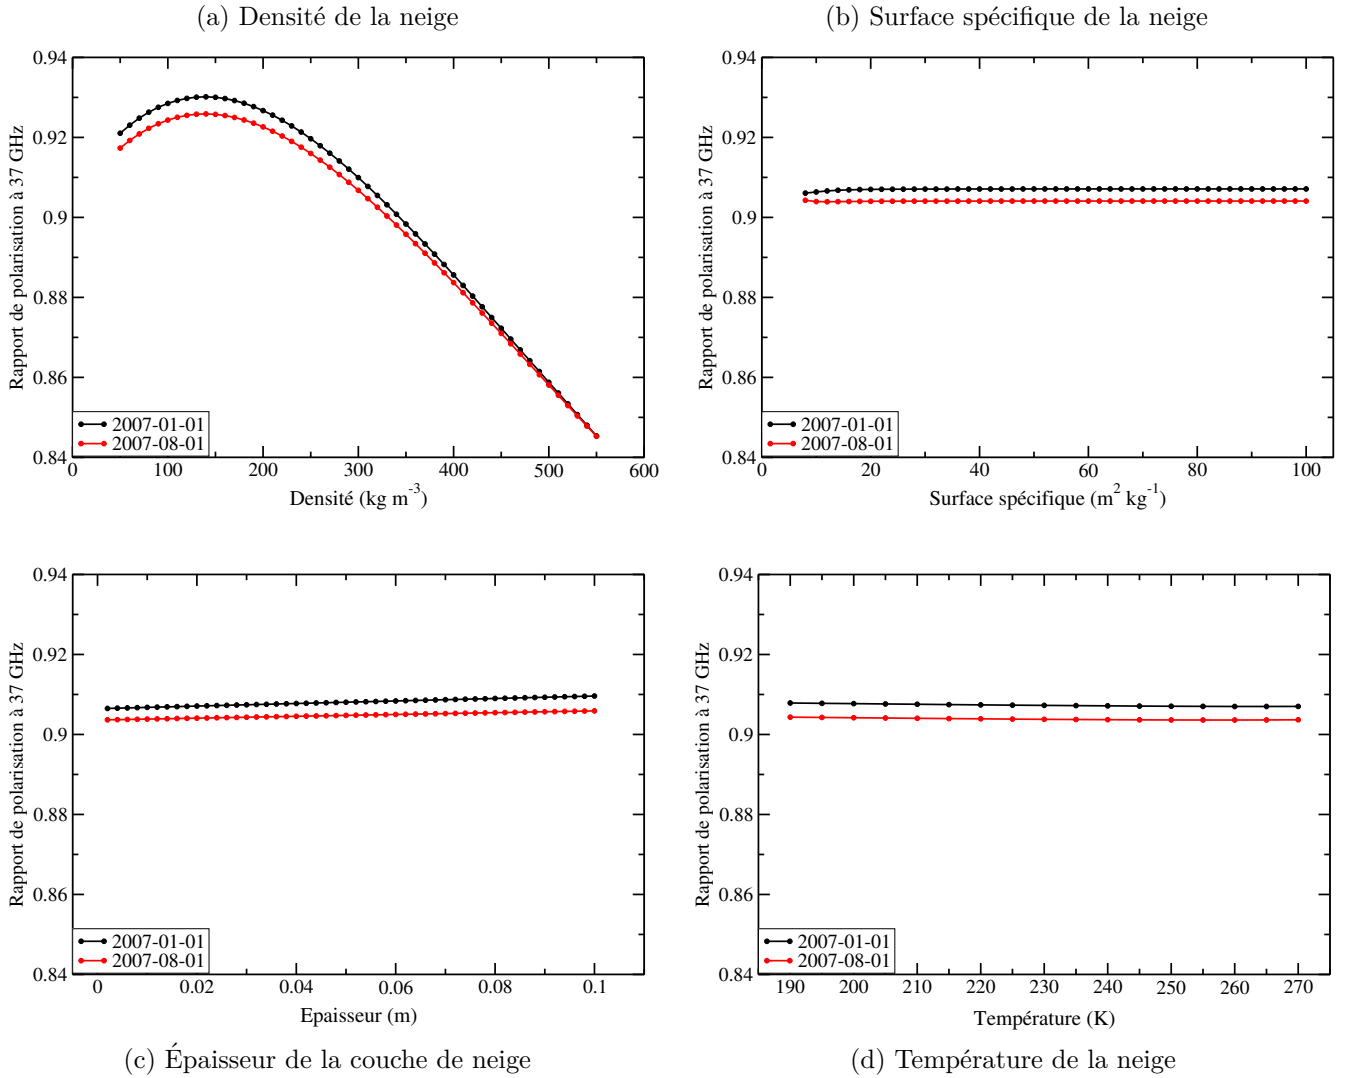 (a) Densité de la neige
0.94
0.92
0.9
0.88
0.86
0.84
Rapport de polarisation à 37 GHz
2007-01-01
2007-08-01
0 100 200 300 400 500 600
Densité (kg m⁻³)
(b) Surface spécifique de la neige
0.94
0.92
0.9
0.88
0.86
0.84
Rapport de polarisation à 37 GHz
2007-01-01
2007-08-01
0 20 40 60 80 100
Surface spécifique (m² kg⁻¹)
0.94
0.92
0.9
0.88
0.86
0.84
Rapport de polarisation à 37 GHz
2007-01-01
2007-08-01
0 0.02 0.04 0.06 0.08 0.1
Epaisseur (m)
(c) Épaisseur de la couche de neige
0.94
0.92
0.9
0.88
0.86
0.84
Rapport de polarisation à 37 GHz
2007-01-01
2007-08-01
190 200 210 220 230 240 250 260 270
Température (K)
(d) Température de la neige